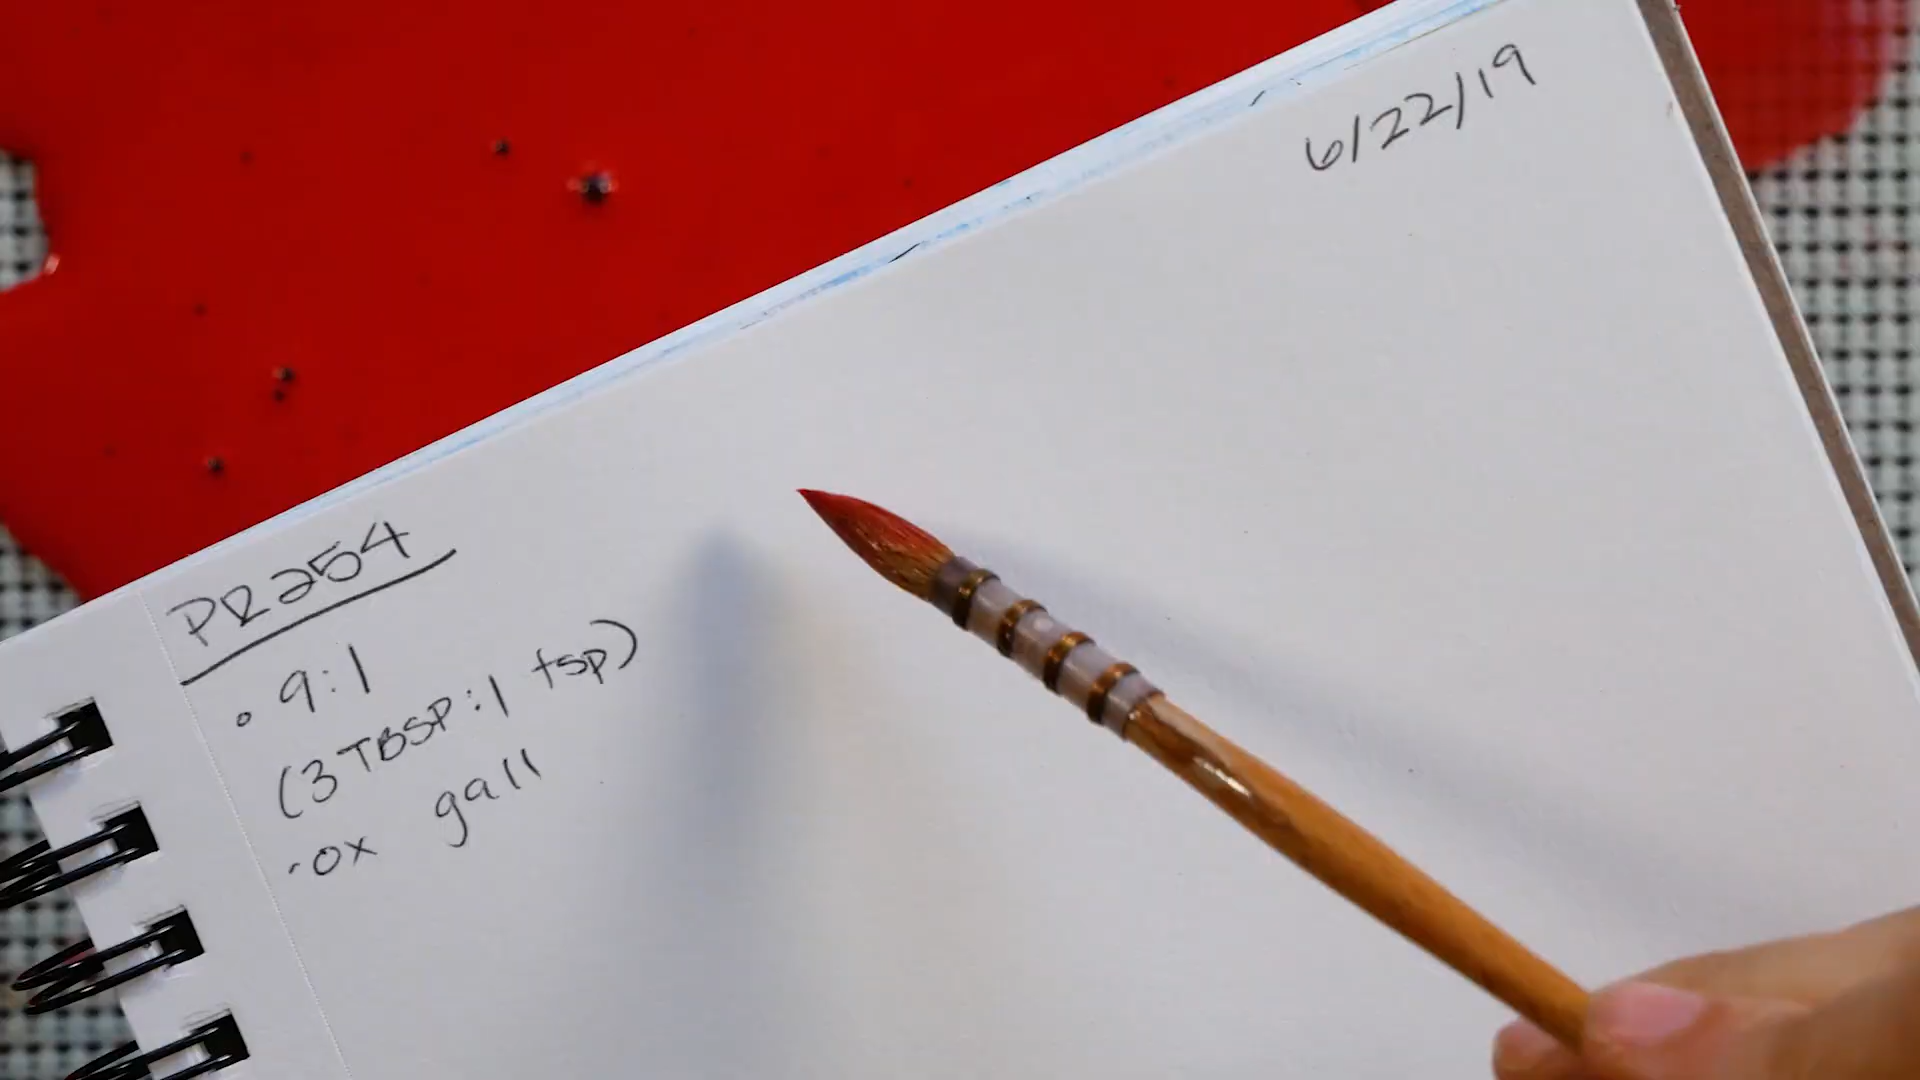 6/22/19
PR254
• 9:1
(3TBSP:1 tsp)
• ox gall